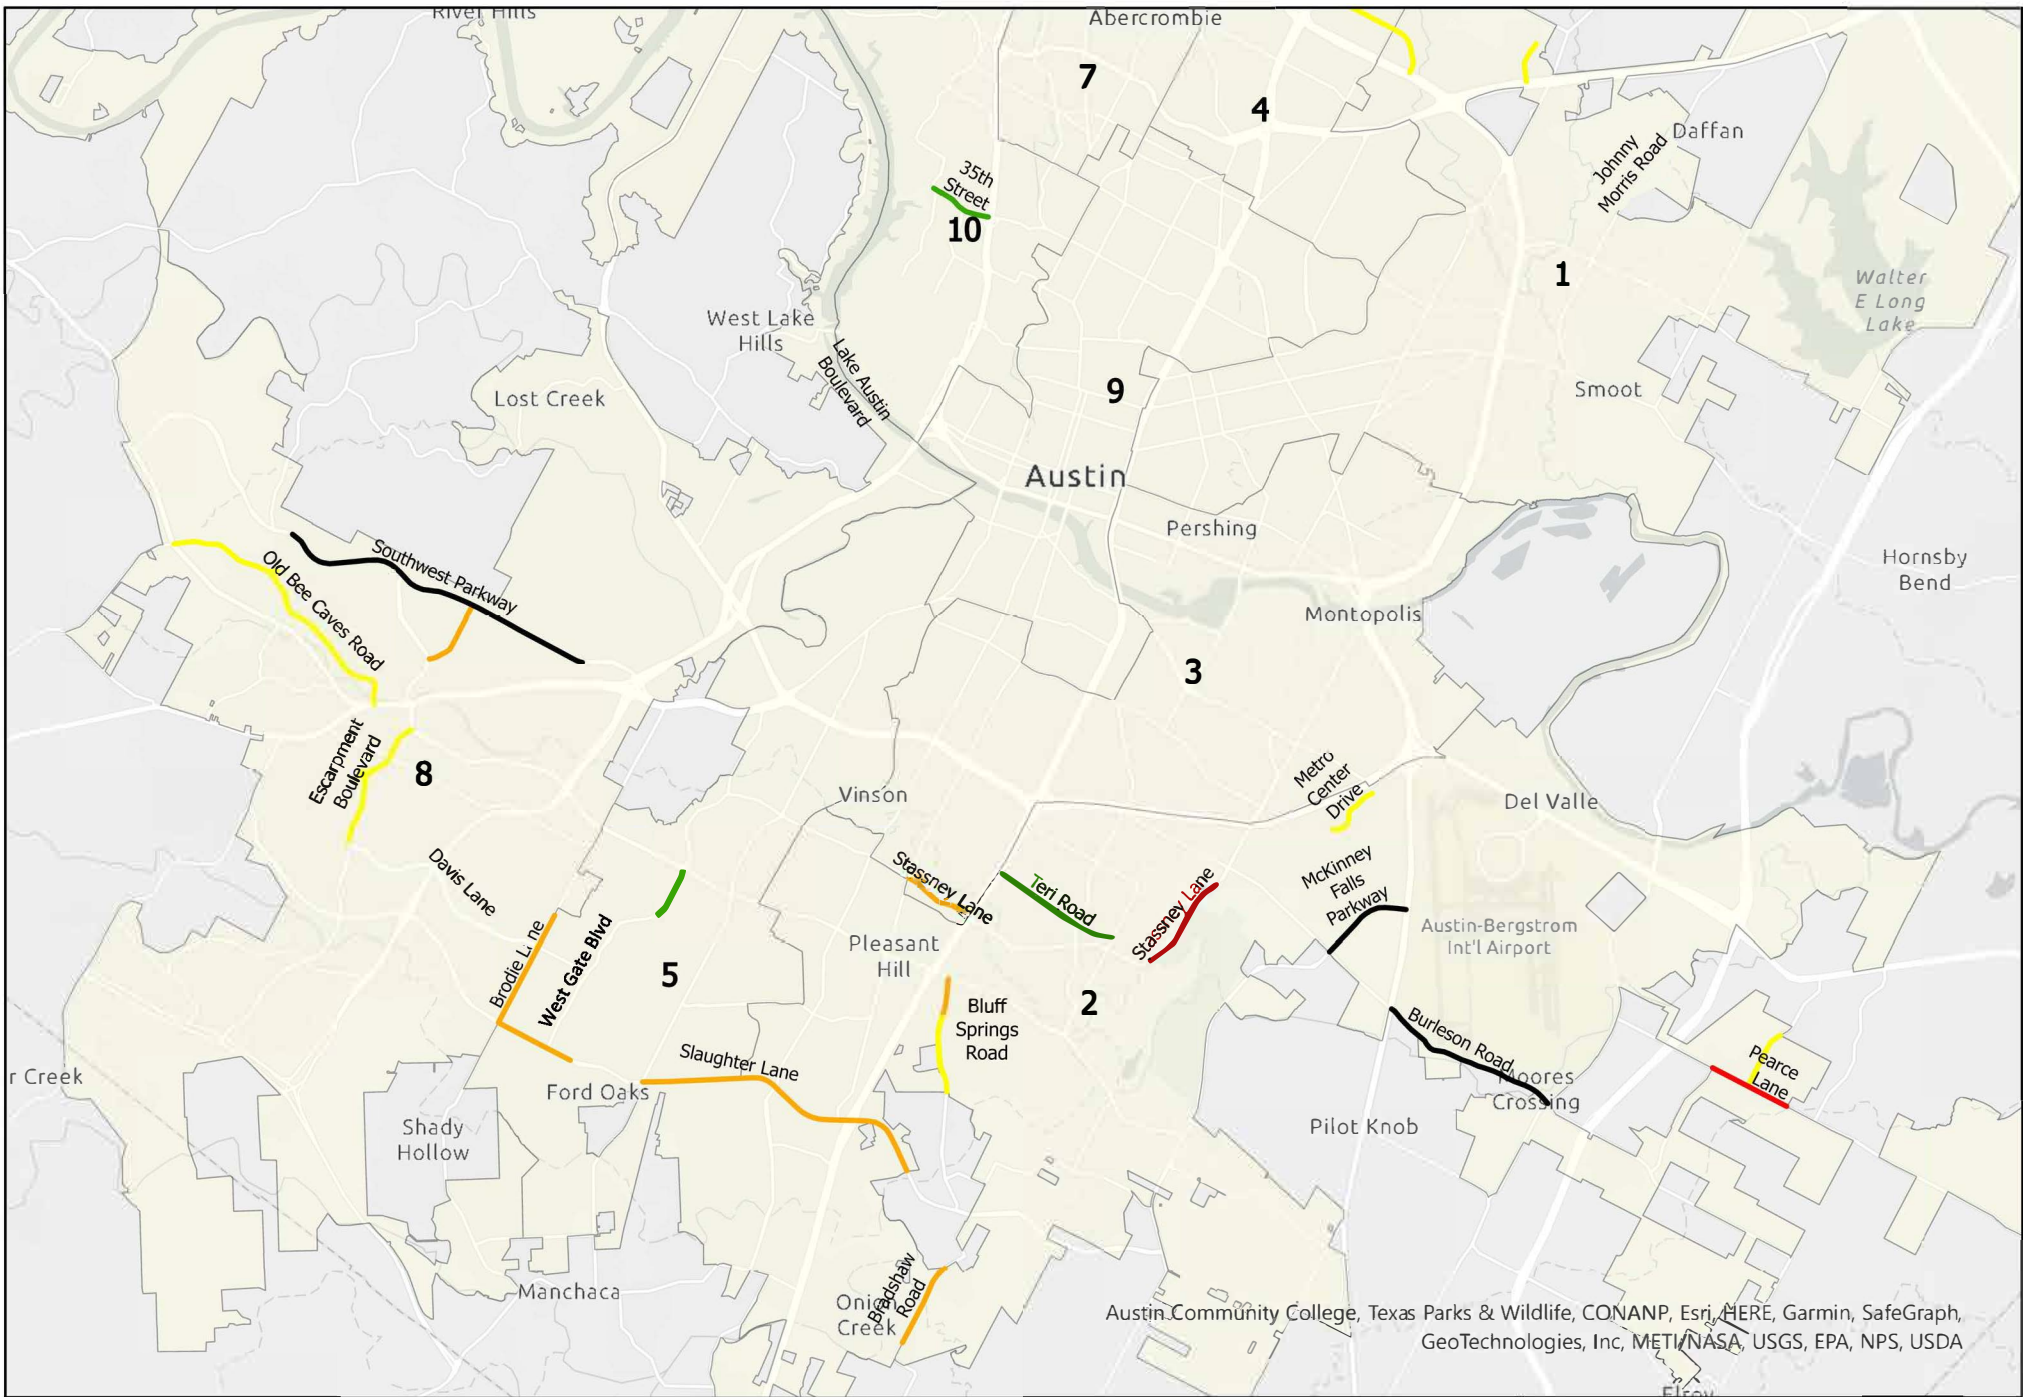 River Hills
Abercrombie
7
4
Daffan
Johnny
Morris Road
35th
Street
10
1
Walter
E Long
Lake
West Lake
Hills
Lake Austin
Boulevard
Lost Creek
9
Smoot
Austin
Pershing
Hornsby
Bend
Southwest Parkway
Old Bee Caves Road
Montopolis
3
Escarpment
Boulevard
8
Metro
Center
Drive
Vinson
Del Valle
Davis Lane
Stassney Lane
Teri Road
Stassney Lane
McKinney
Falls
Parkway
Austin-Bergstrom
Int'l Airport
Brodie L ne
West Gate Blvd
5
Pleasant
Hill
2
Bluff
Springs
Road
Burleson Road
Moores
Crossing
Pearce
Lane
Slaughter Lane
r Creek
Ford Oaks
Shady
Hollow
Pilot Knob
Manchaca
Bradshaw
Road
Onion
Creek
Austin Community College, Texas Parks & Wildlife, CONANP, Esri, HERE, Garmin, SafeGraph,
GeoTechnologies, Inc, METI/NASA, USGS, EPA, NPS, USDA
Elroy